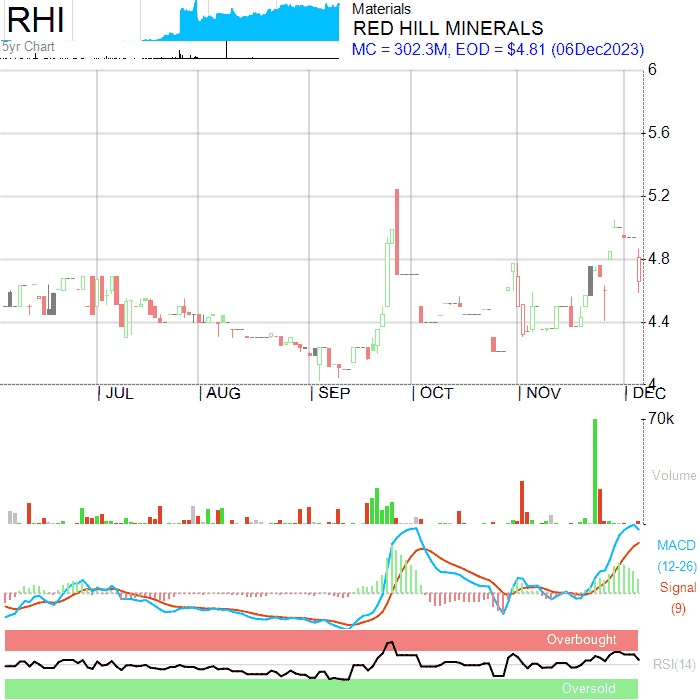 RHI
5yr Chart
Materials
RED HILL MINERALS
MC = 302.3M, EOD = $4.81 (06Dec2023)
6
5.6
5.2
4.8
4.4
4
JUL AUG SEP OCT NOV DEC
70k
Volume
MACD
(12-26)
Signal
(9)
Overbought
RSI(14)
Oversold